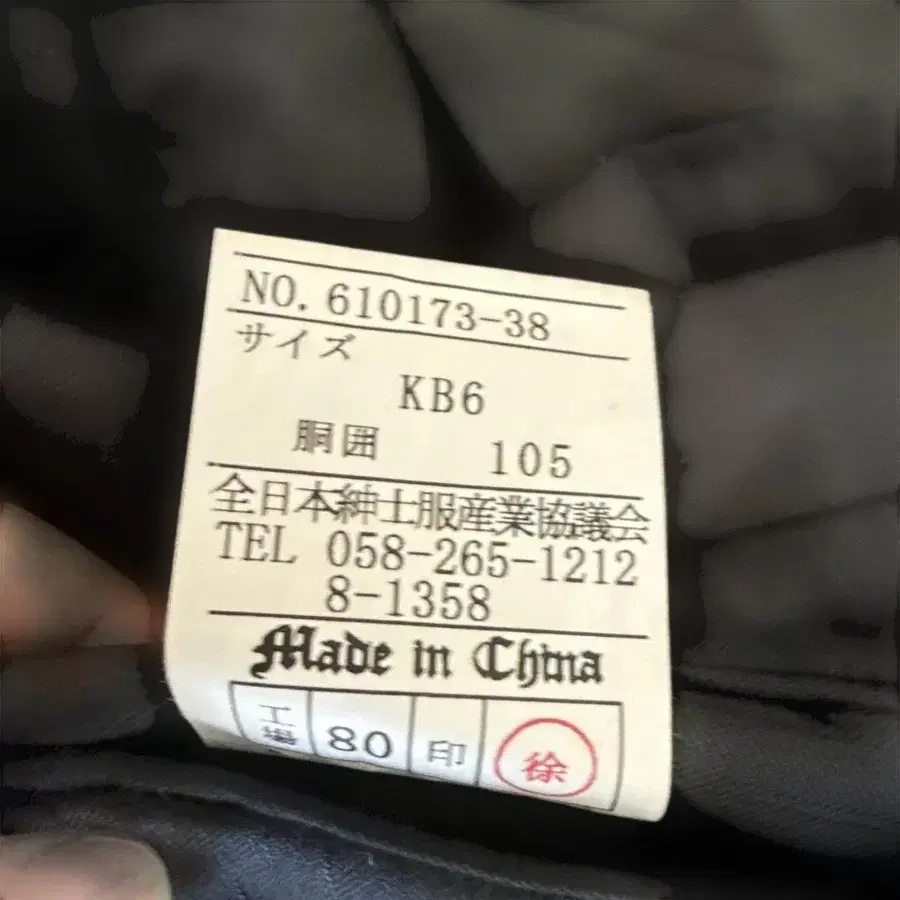 NO. 610173-38
サイズ
KB6
胴囲 105
全日本紳士服産業協議会
TEL 058-265-1212
8-1358
Made in China
工場 80 印 徐